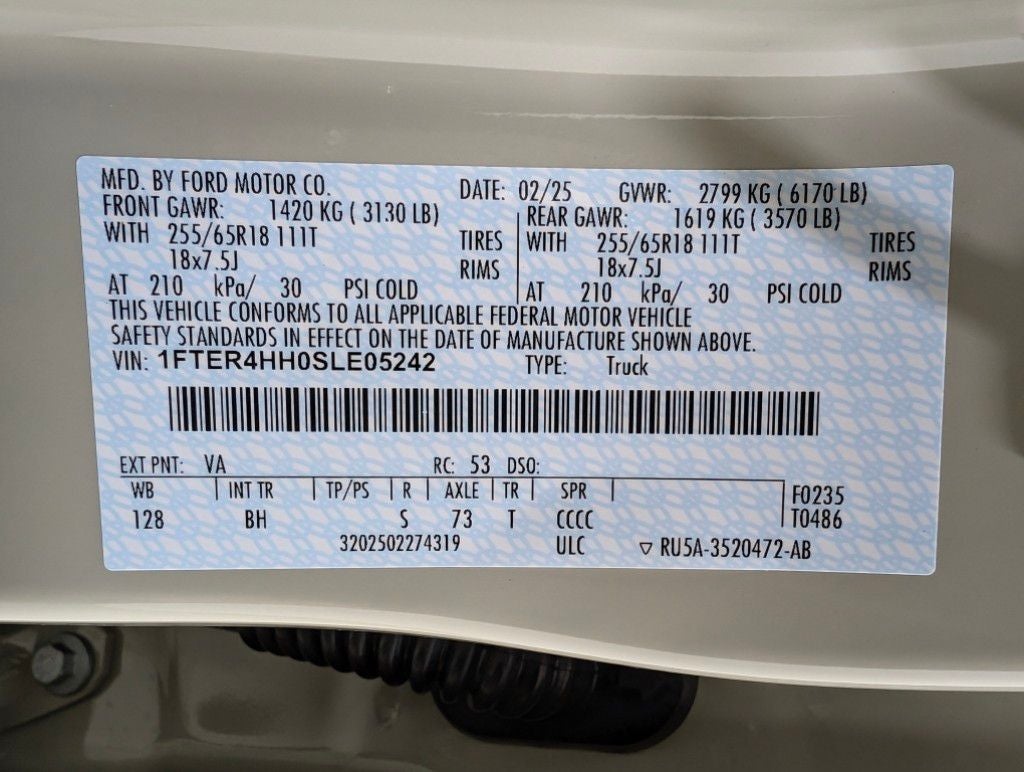 MFD. BY FORD MOTOR CO. DATE: 02/25 GVWR: 2799 KG ( 6170 LB)
FRONT GAWR: 1420 KG ( 3130 LB) REAR GAWR: 1619 KG ( 3570 LB)
WITH 255/65R18 111T TIRES WITH 255/65R18 111T TIRES
18x7.5J RIMS 18x7.5J RIMS
AT 210 kPa/ 30 PSI COLD AT 210 kPa/ 30 PSI COLD
THIS VEHICLE CONFORMS TO ALL APPLICABLE FEDERAL MOTOR VEHICLE
SAFETY STANDARDS IN EFFECT ON THE DATE OF MANUFACTURE SHOWN ABOVE.
VIN: 1FTER4HH0SLE05242 TYPE: Truck
EXT PNT: VA RC: 53 DSO:
WB INT TR TP/PS R AXLE TR SPR F0235
128 BH S 73 T CCCC T0486
3202502274319 ULC ▽ RU5A-3520472-AB